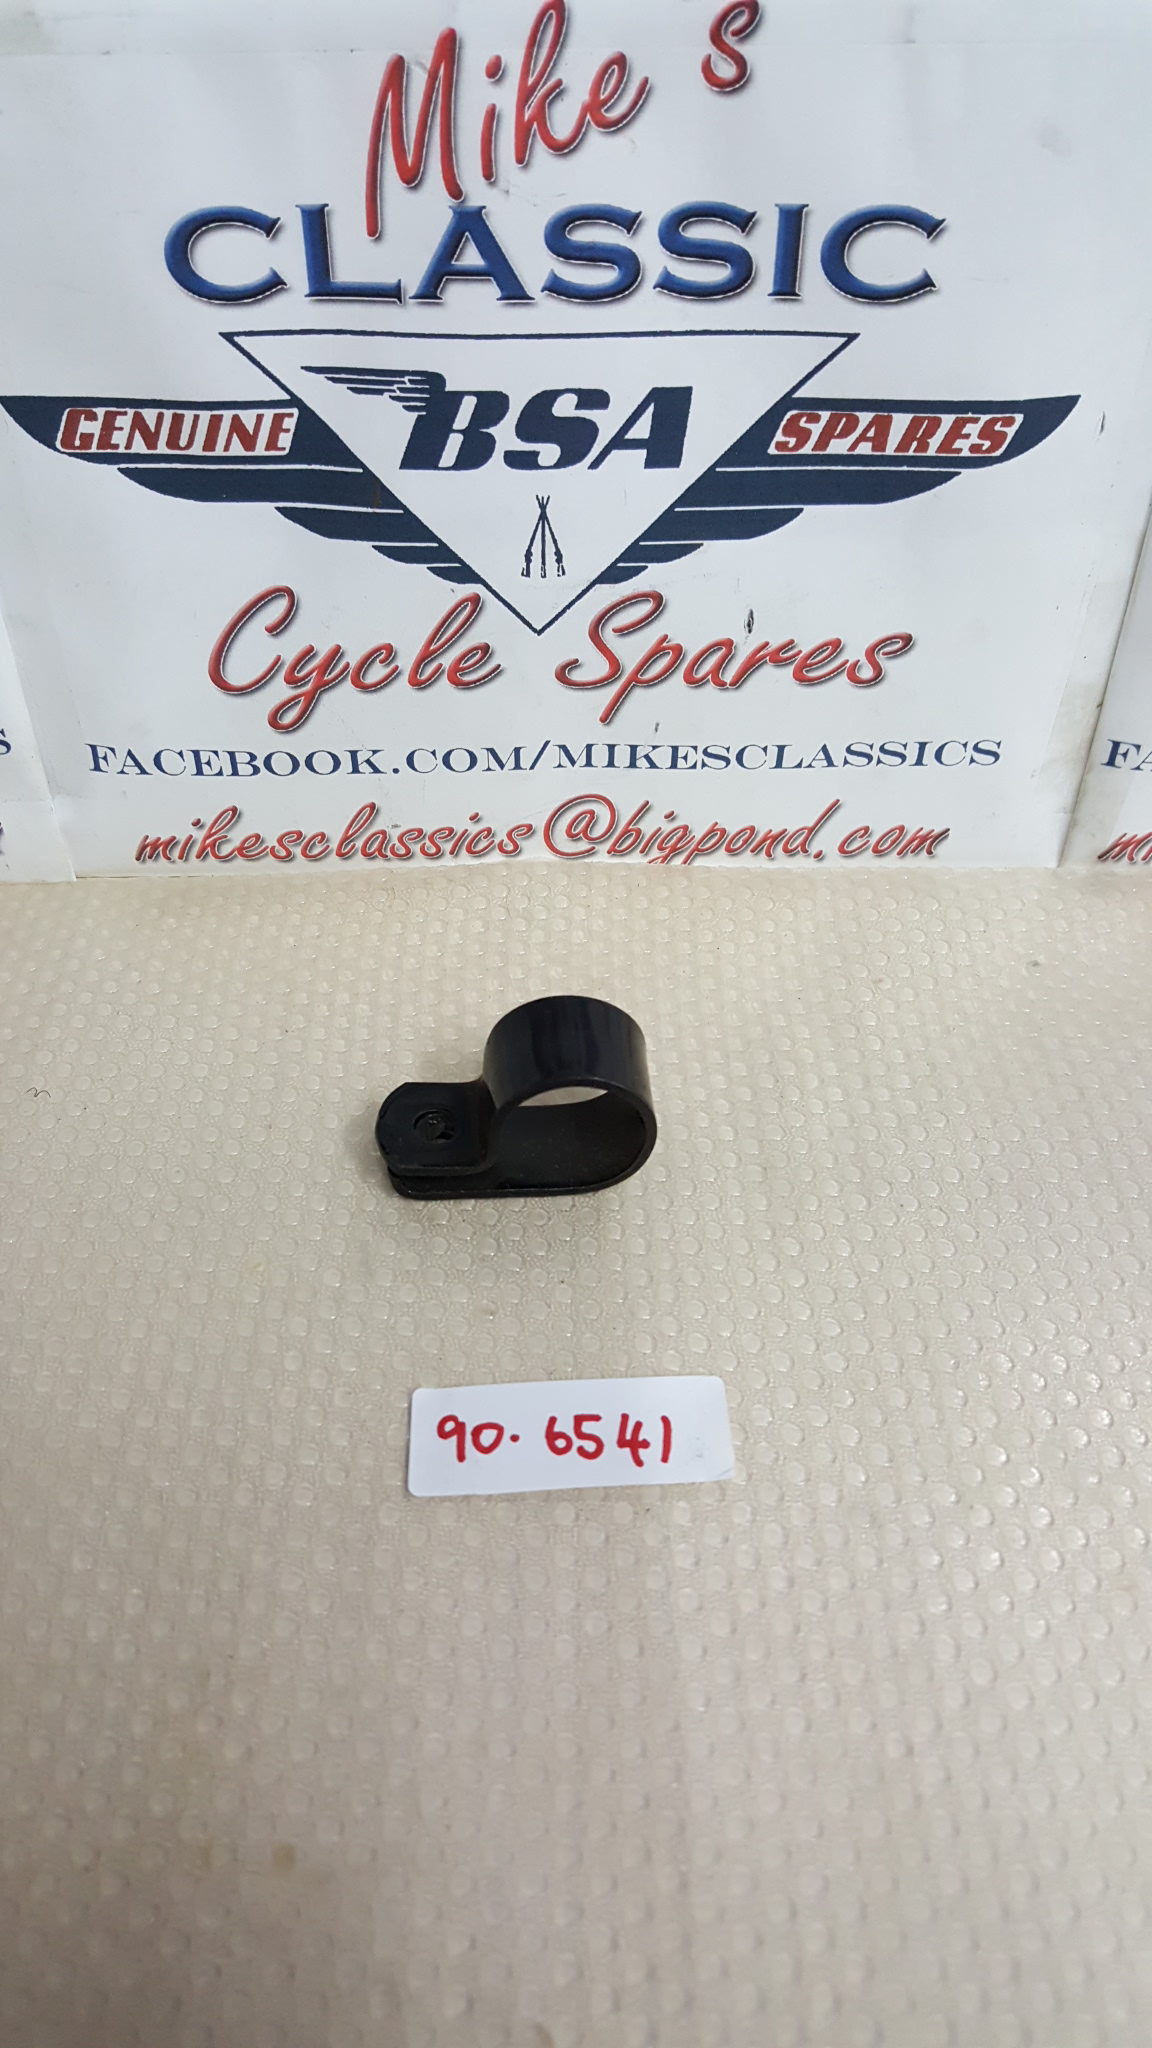 Mike's
CLASSIC
GENUINE BSA SPARES
Cycle Spares
FACEBOOK.COM/MIKESCLASSICS
mikesclassics@bigpond.com
90.6541